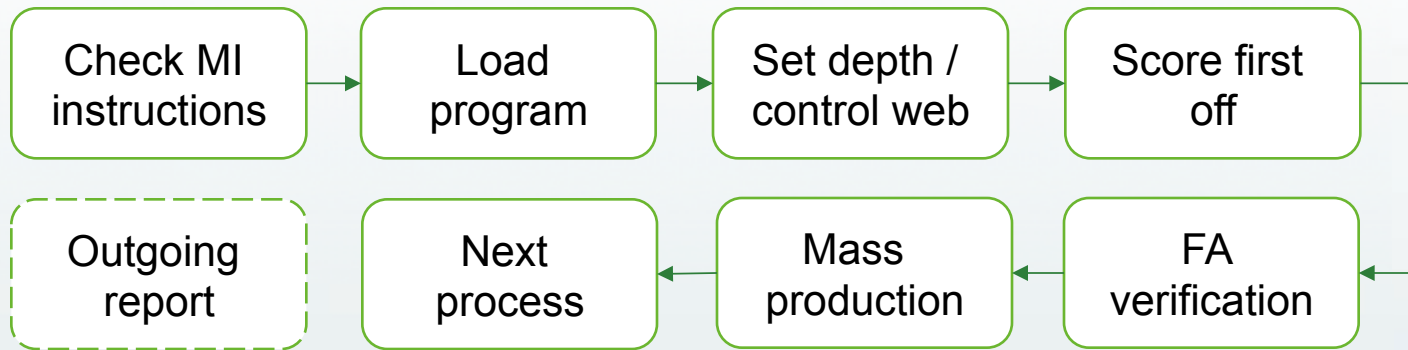 Check MI
instructions
Load
program
Set depth /
control web
Score first
off
Outgoing
report
Next
process
Mass
production
FA
verification